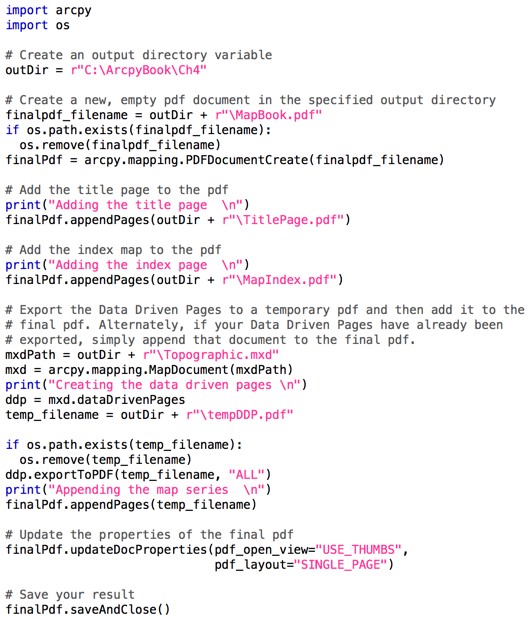 import arcpy
import os

# Create an output directory variable
outDir = r"C:\ArcpyBook\Ch4"

# Create a new, empty pdf document in the specified output directory
finalpdf_filename = outDir + r"\MapBook.pdf"
if os.path.exists(finalpdf_filename):
  os.remove(finalpdf_filename)
finalPdf = arcpy.mapping.PDFDocumentCreate(finalpdf_filename)

# Add the title page to the pdf
print("Adding the title page  \n")
finalPdf.appendPages(outDir + r"\TitlePage.pdf")

# Add the index map to the pdf
print("Adding the index page  \n")
finalPdf.appendPages(outDir + r"\MapIndex.pdf")

# Export the Data Driven Pages to a temporary pdf and then add it to the
# final pdf. Alternately, if your Data Driven Pages have already been
# exported, simply append that document to the final pdf.
mxdPath = outDir + r"\Topographic.mxd"
mxd = arcpy.mapping.MapDocument(mxdPath)
print("Creating the data driven pages \n")
ddp = mxd.dataDrivenPages
temp_filename = outDir + r"\tempDDP.pdf"

if os.path.exists(temp_filename):
  os.remove(temp_filename)
ddp.exportToPDF(temp_filename, "ALL")
print("Appending the map series  \n")
finalPdf.appendPages(temp_filename)

# Update the properties of the final pdf
finalPdf.updateDocProperties(pdf_open_view="USE_THUMBS",
                             pdf_layout="SINGLE_PAGE")

# Save your result
finalPdf.saveAndClose()